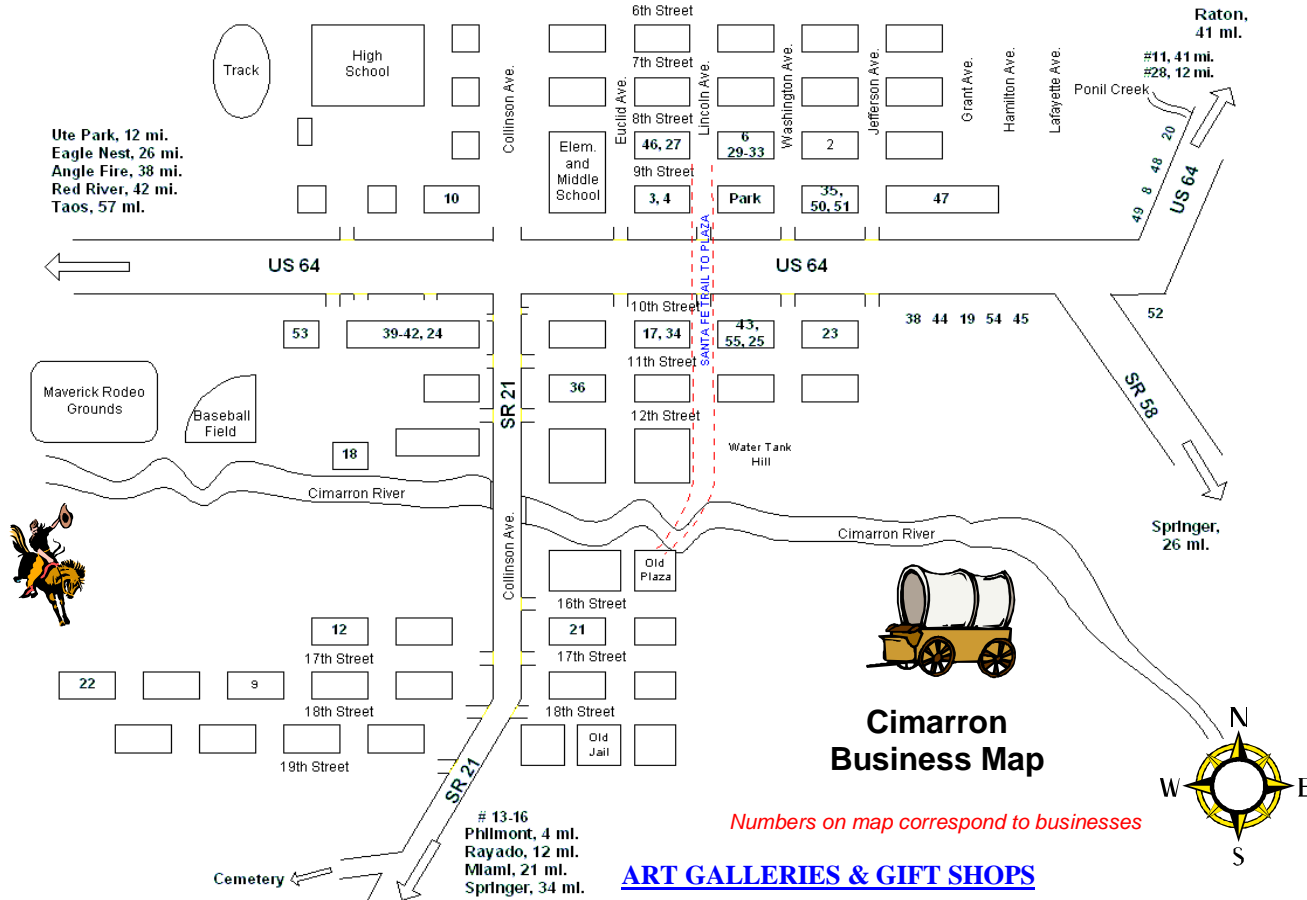 6th Street
Raton,
41 ml.
#11, 41 mi.
#28, 12 mi.
Ponil Creek
Track
High
School
7th Street
Collinson Ave.
Euclid Ave.
Lincoln Ave.
Washington Ave.
Jefferson Ave.
Grant Ave.
Hamilton Ave.
Lafayette Ave.
8th Street
Ute Park, 12 mi.
Eagle Nest, 26 mi.
Angle Fire, 38 mi.
Red River, 42 mi.
Taos, 57 ml.
Elem.
and
Middle
School
46, 27
6
29-33
2
20
48
8
49
US 64
9th Street
10
3, 4
Park
35,
50, 51
47
SANTA FE TRAIL TO PLAZA
US 64
US 64
10th Street
53
39-42, 24
17, 34
43,
55, 25
23
38 44 19 54 45
52
11th Street
SR 21
36
SR 58
Maverick Rodeo
Grounds
Baseball
Field
12th Street
18
Water Tank
Hill
Cimarron River
Cimarron River
Springer,
26 ml.
Collinson Ave.
Old
Plaza
16th Street
12
21
17th Street
17th Street
22
9
18th Street
18th Street
Old
Jail
19th Street
SR 21
Cimarron
Business Map
N
W
E
S
# 13-16
Philmont, 4 ml.
Rayado, 12 ml.
Miami, 21 ml.
Springer, 34 ml.
Cemetery
Numbers on map correspond to businesses
ART GALLERIES & GIFT SHOPS